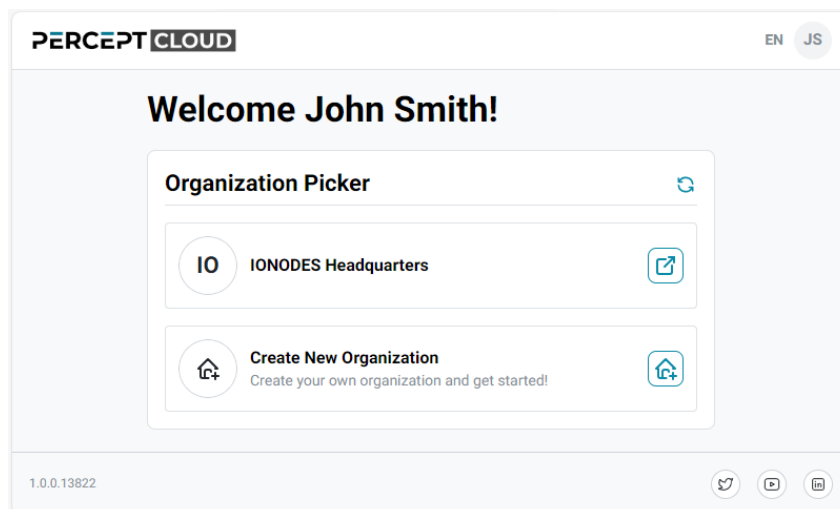 PERCEPT CLOUD
EN JS
Welcome John Smith!
Organization Picker
IO IONODES Headquarters
Create New Organization
Create your own organization and get started!
1.0.0.13822
in